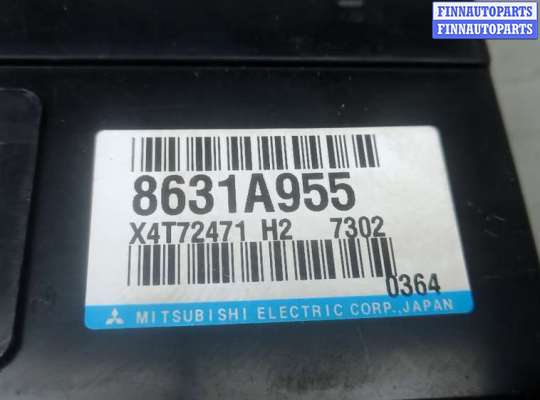 FINNAUTOPARTS
FINNAUTOPARTS
8631A955
X4T72471 H2 7302
0364
MITSUBISHI ELECTRIC CORP., JAPAN